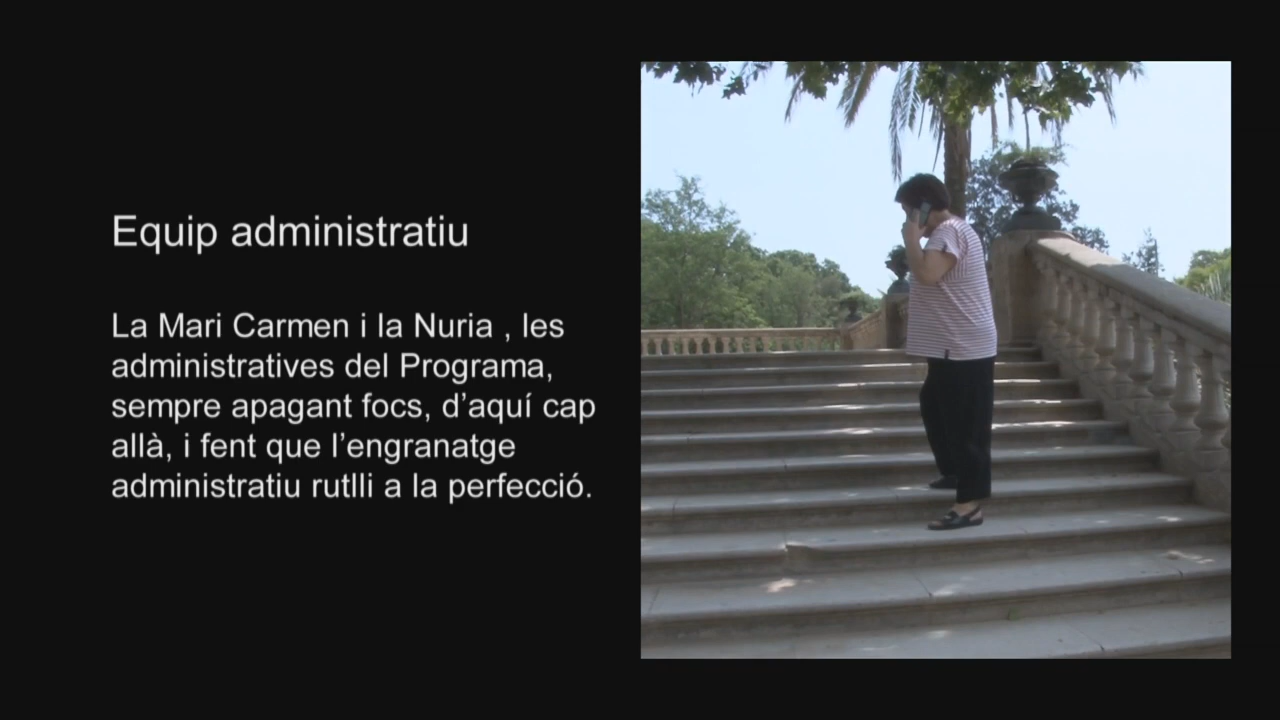 Equip administratiu
La Mari Carmen i la Nuria , les
administratives del Programa,
sempre apagant focs, d’aquí cap
allà, i fent que l’engranatge
administratiu rutlli a la perfecció.